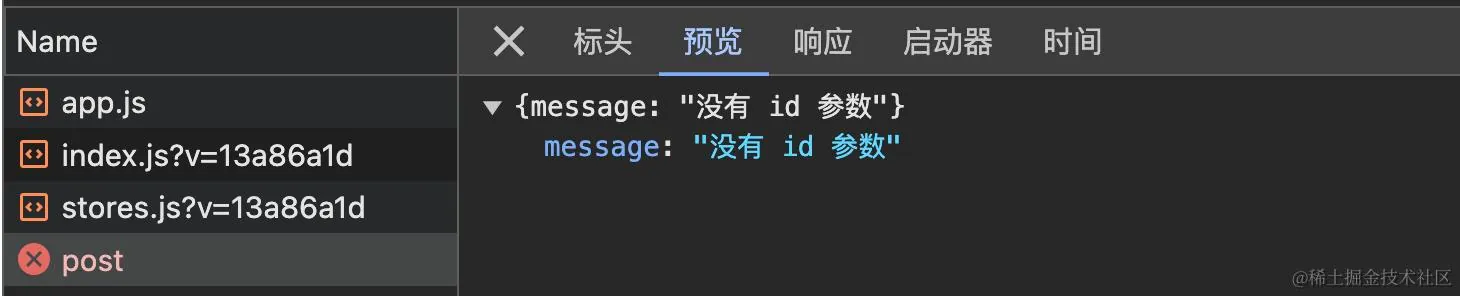 Name
标头 预览 响应 启动器 时间
app.js
{message: "没有 id 参数"}
index.js?v=13a86a1d
message: "没有 id 参数"
stores.js?v=13a86a1d
post
@稀土掘金技术社区